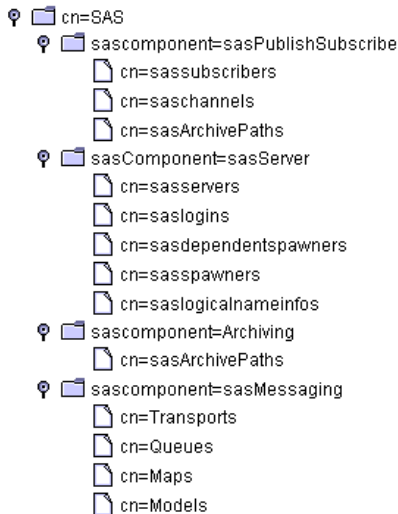 cn=SAS
sascomponent=sasPublishSubscribe
cn=sassubscribers
cn=saschannels
cn=sasArchivePaths
sasComponent=sasServer
cn=sasservers
cn=saslogins
cn=sasdependentspawners
cn=sasspawners
cn=saslogicalnameinfos
sascomponent=Archiving
cn=sasArchivePaths
sascomponent=sasMessaging
cn=Transports
cn=Queues
cn=Maps
cn=Models